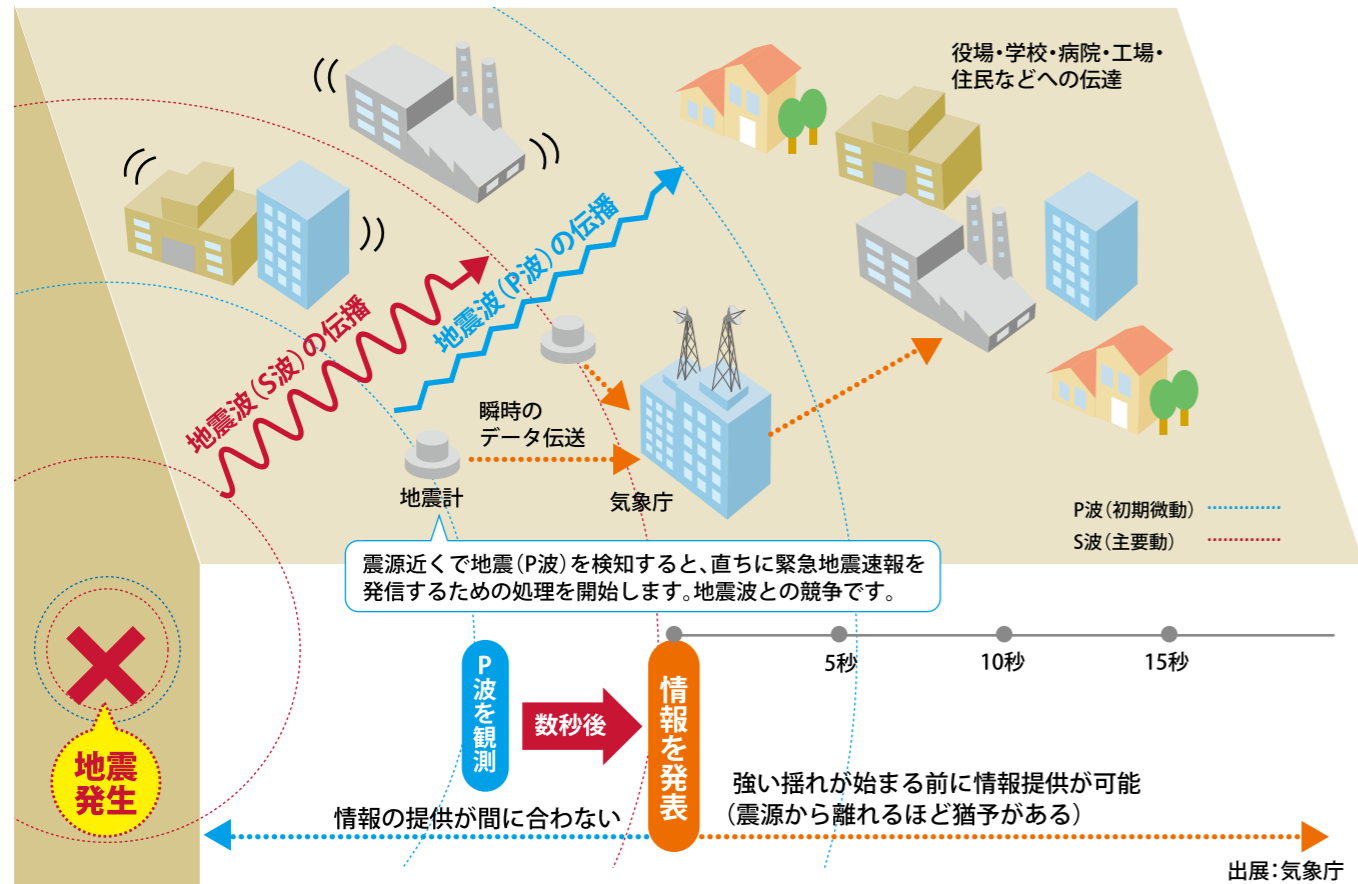 役場・学校・病院・工場・
住民などへの伝達
地震波（S波）の伝播
地震波（P波）の伝播
瞬時の
データ伝送
地震計
気象庁
P波（初期微動）
S波（主要動）
震源近くで地震（P波）を検知すると、直ちに緊急地震速報を
発信するための処理を開始します。地震波との競争です。
5秒
10秒
15秒
地震
発生
P波を観測
数秒後
情報を発表
情報の提供が間に合わない
強い揺れが始まる前に情報提供が可能
（震源から離れるほど猶予がある）
出展：気象庁